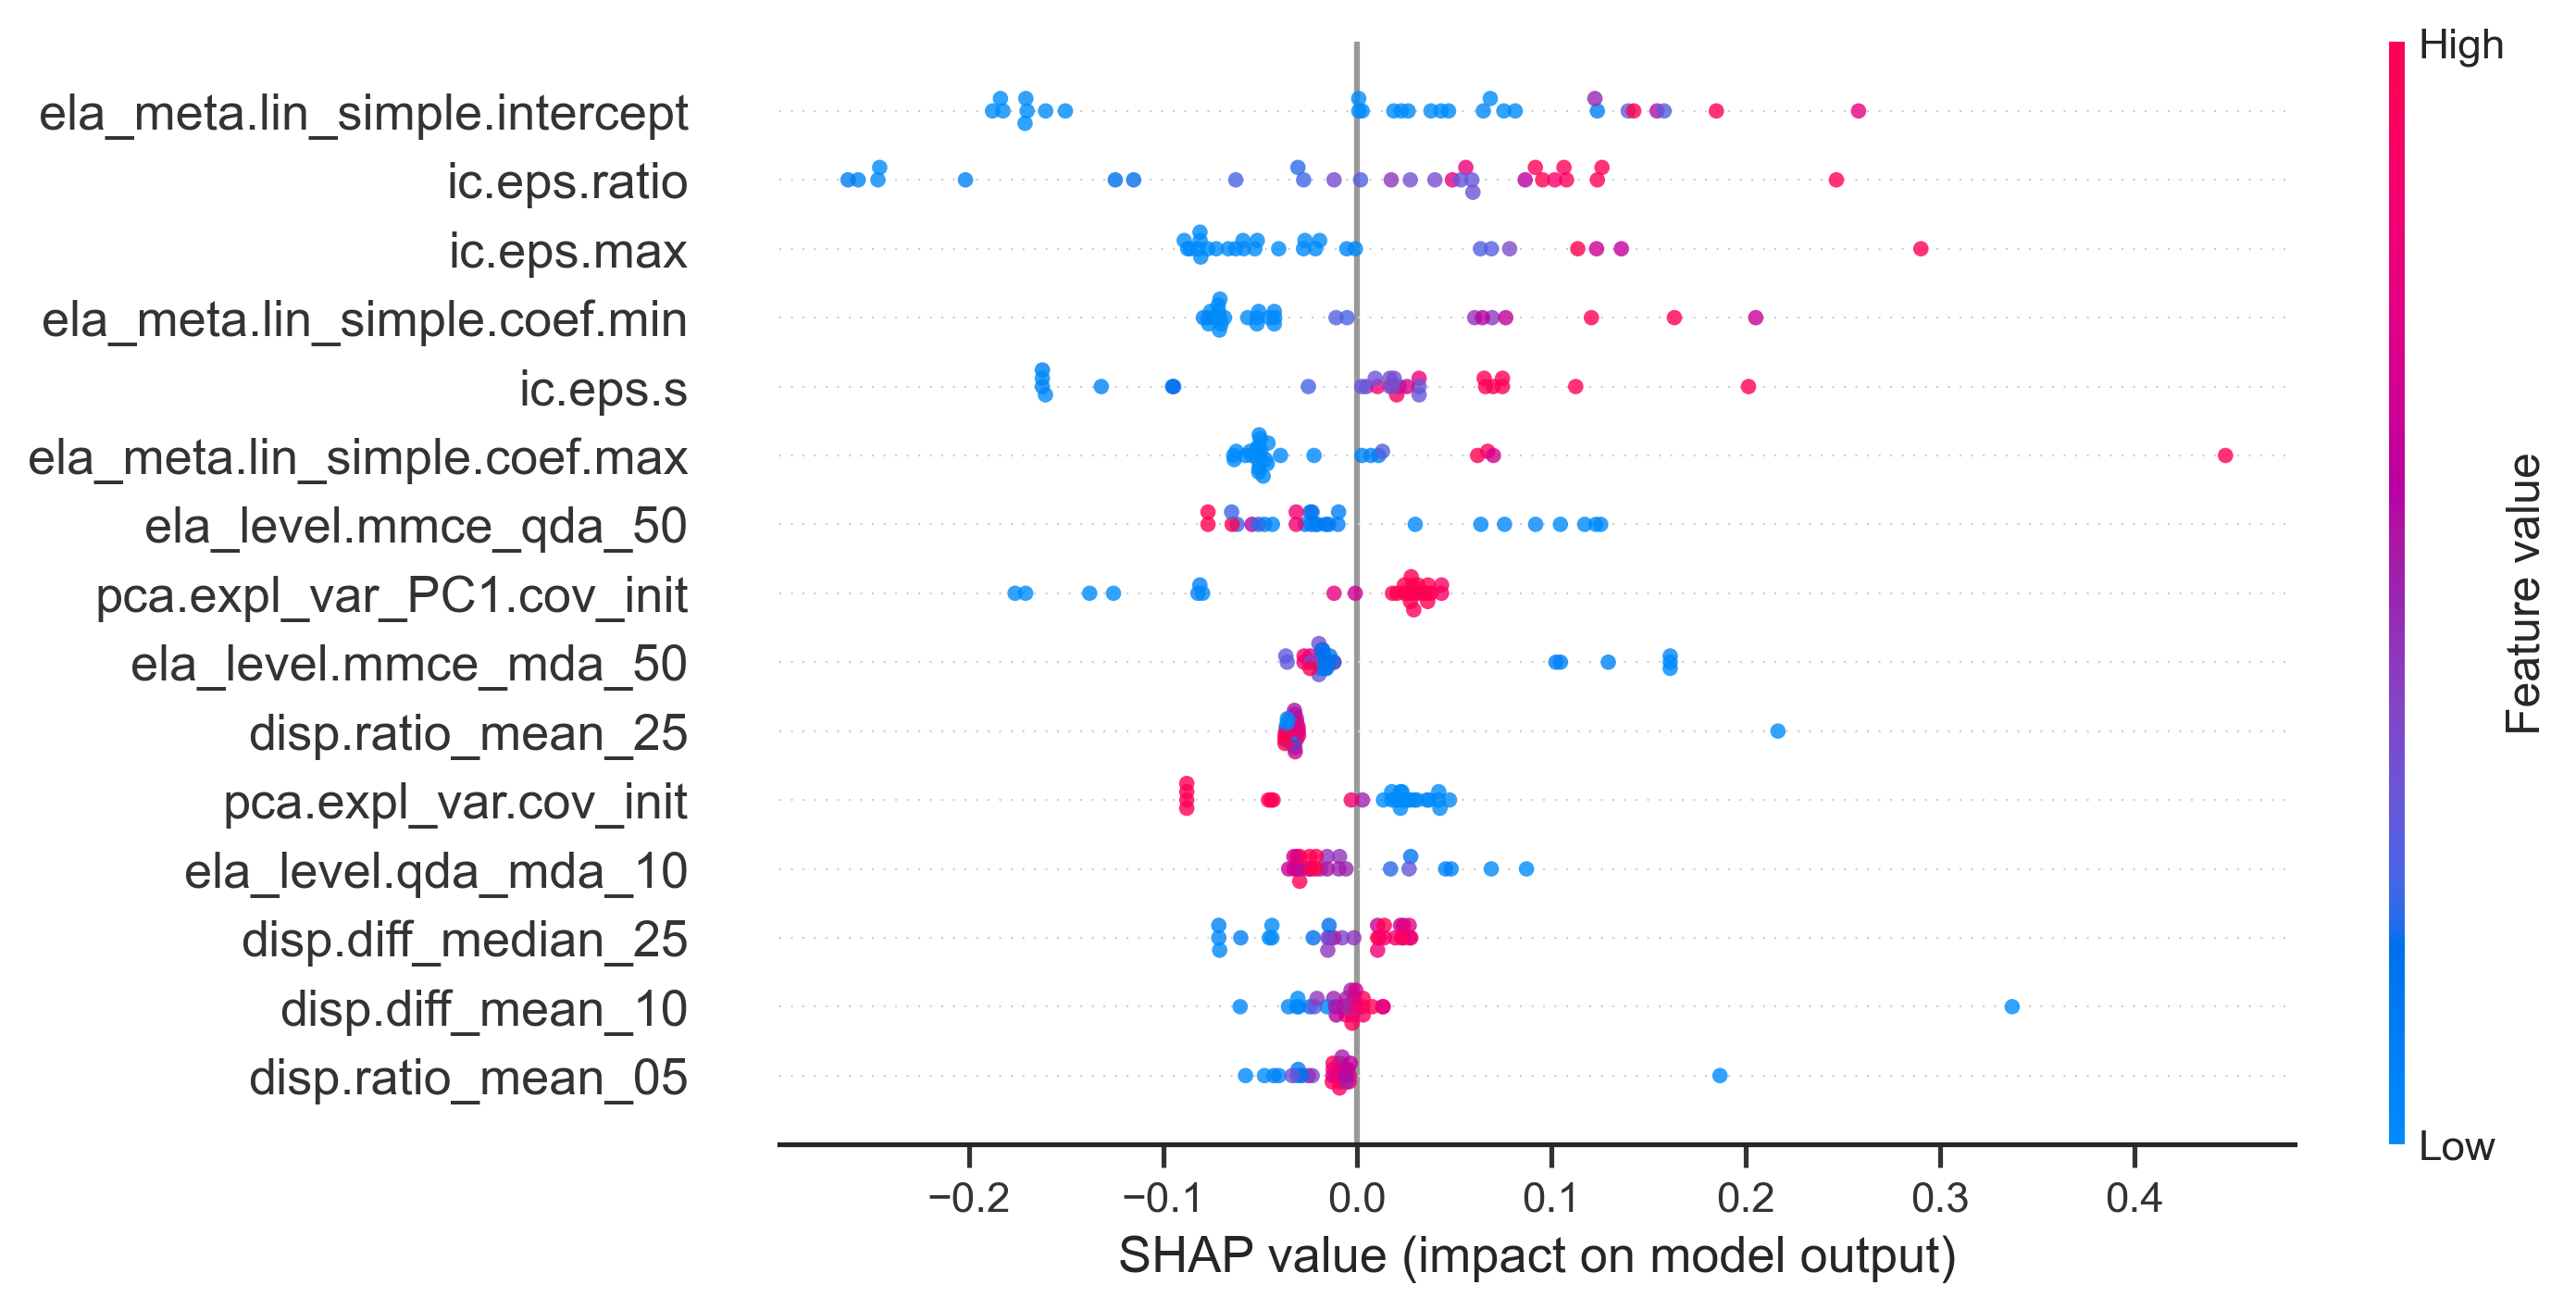 High
ela_meta.lin_simple.intercept
ic.eps.ratio
ic.eps.max
ela_meta.lin_simple.coef.min
ic.eps.s
ela_meta.lin_simple.coef.max
ela_level.mmce_qda_50
pca.expl_var_PC1.cov_init
ela_level.mmce_mda_50
disp.ratio_mean_25
pca.expl_var.cov_init
ela_level.qda_mda_10
disp.diff_median_25
disp.diff_mean_10
disp.ratio_mean_05
Feature value
Low
−0.2 −0.1 0.0 0.1 0.2 0.3 0.4
SHAP value (impact on model output)